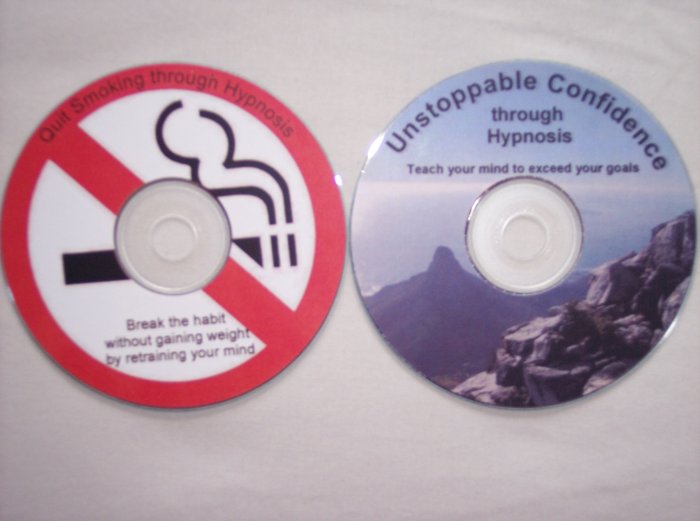 Quit Smoking through Hypnosis
Break the habit
without gaining weight
by retraining your mind
Unstoppable Confidence
through
Hypnosis
Teach your mind to exceed your goals